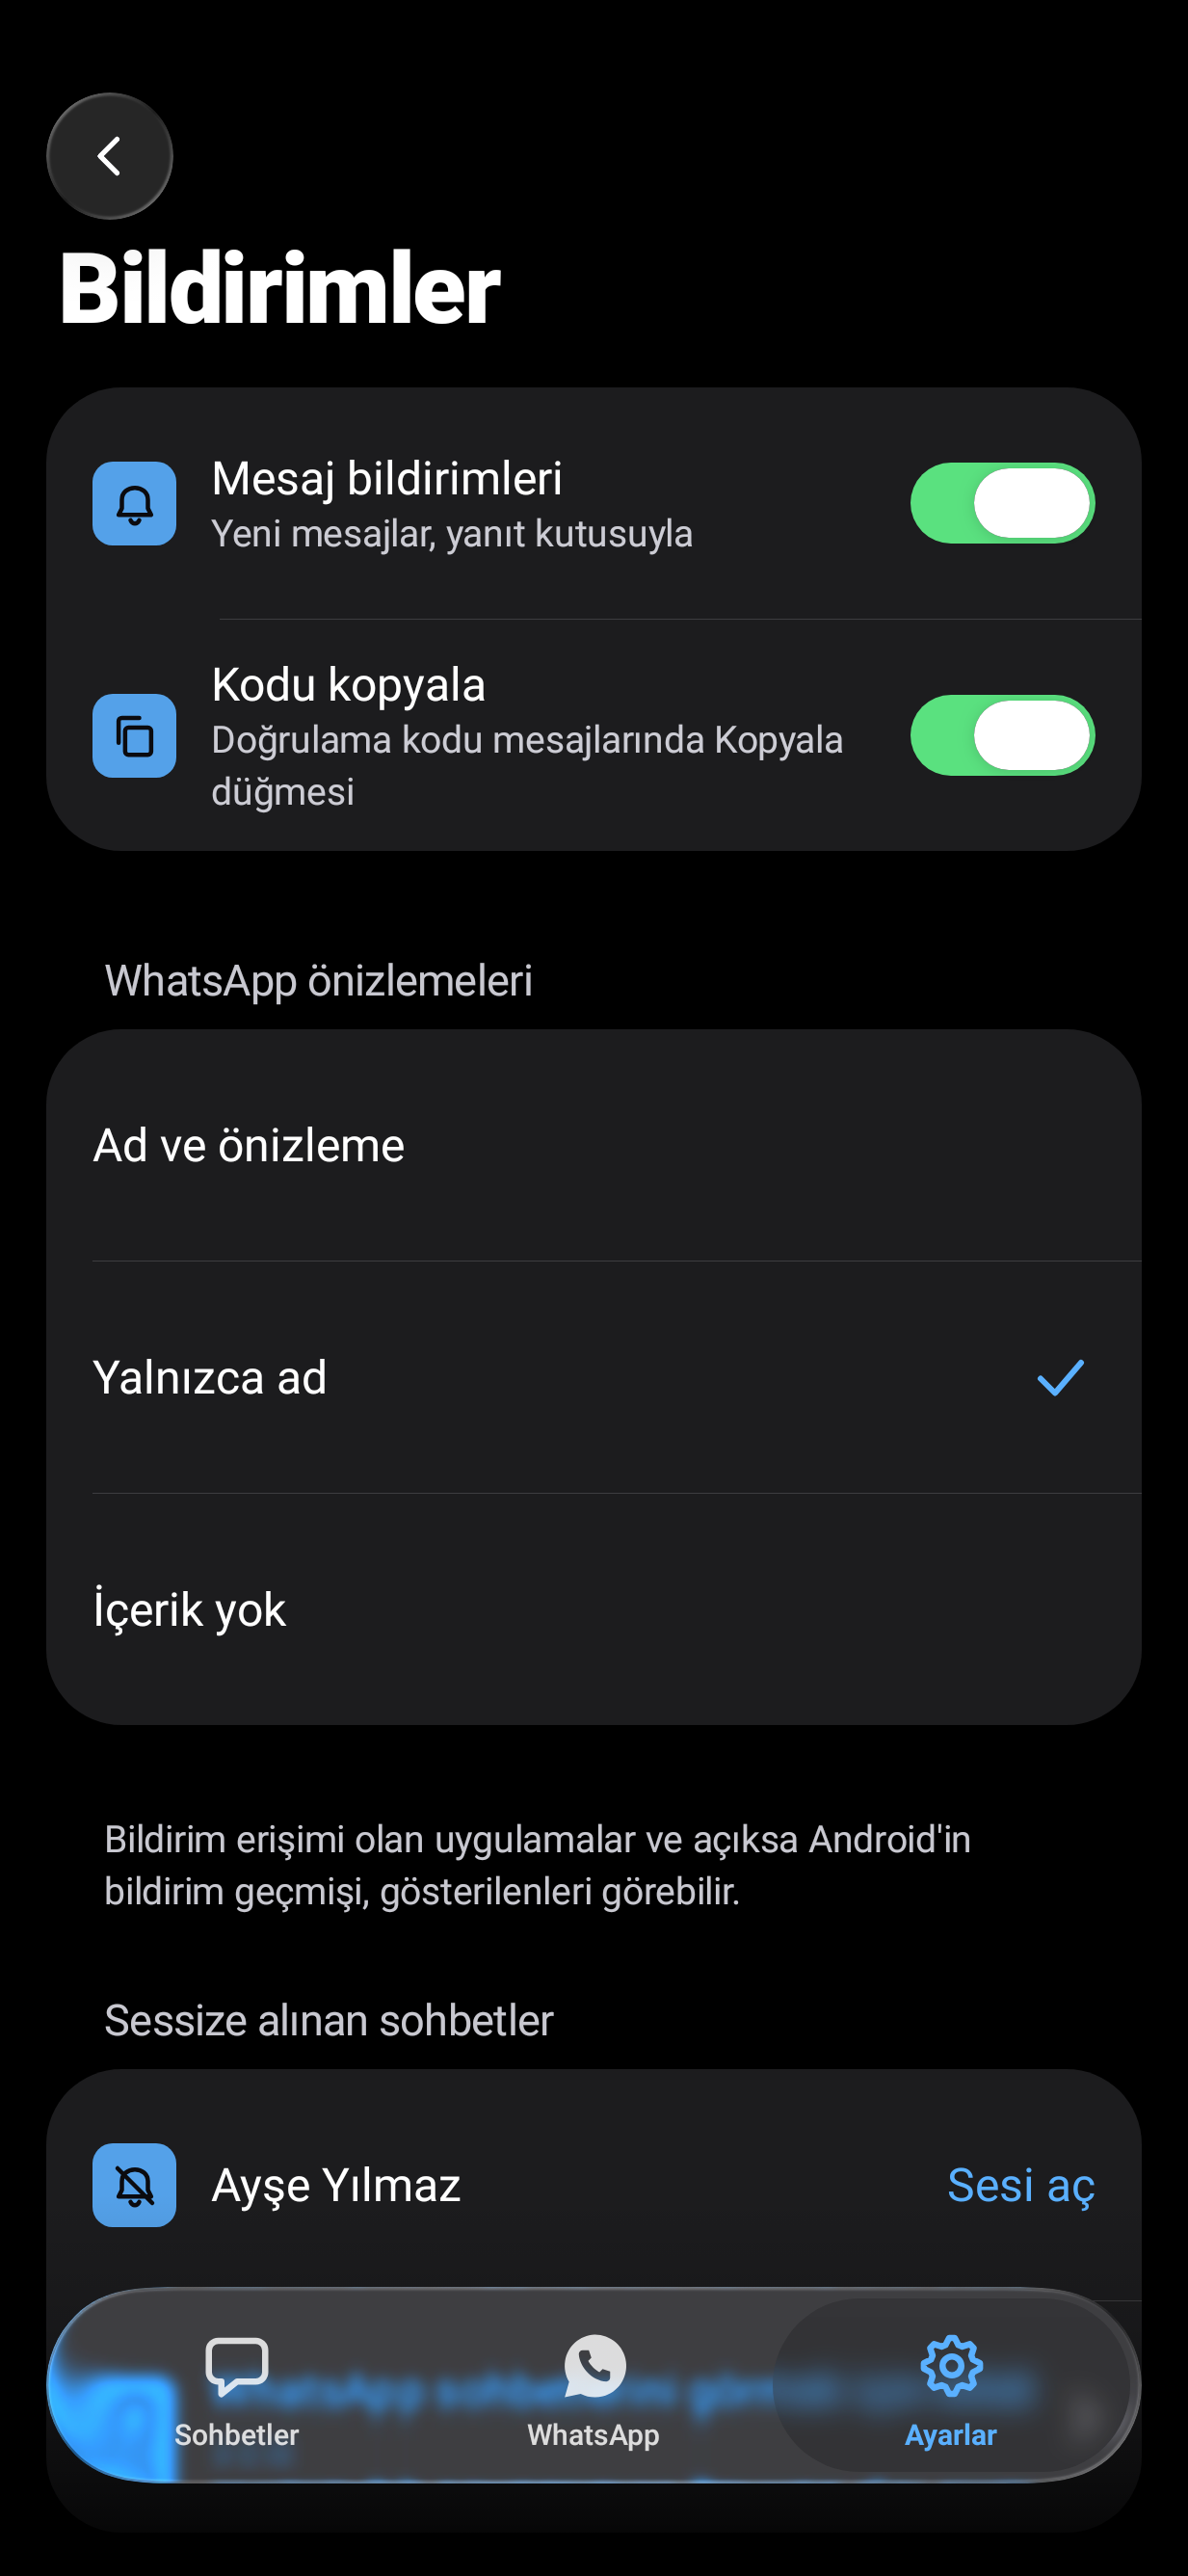 Bildirimler
Mesaj bildirimleri
Yeni mesajlar, yanıt kutusuyla
Kodu kopyala
Doğrulama kodu mesajlarında Kopyala
düğmesi
WhatsApp önizlemeleri
Ad ve önizleme
Yalnızca ad
İçerik yok
Bildirim erişimi olan uygulamalar ve açıksa Android'in
bildirim geçmişi, gösterilenleri görebilir.
Sessize alınan sohbetler
Ayşe Yılmaz
Sesi aç
Sohbetler
WhatsApp
Ayarlar